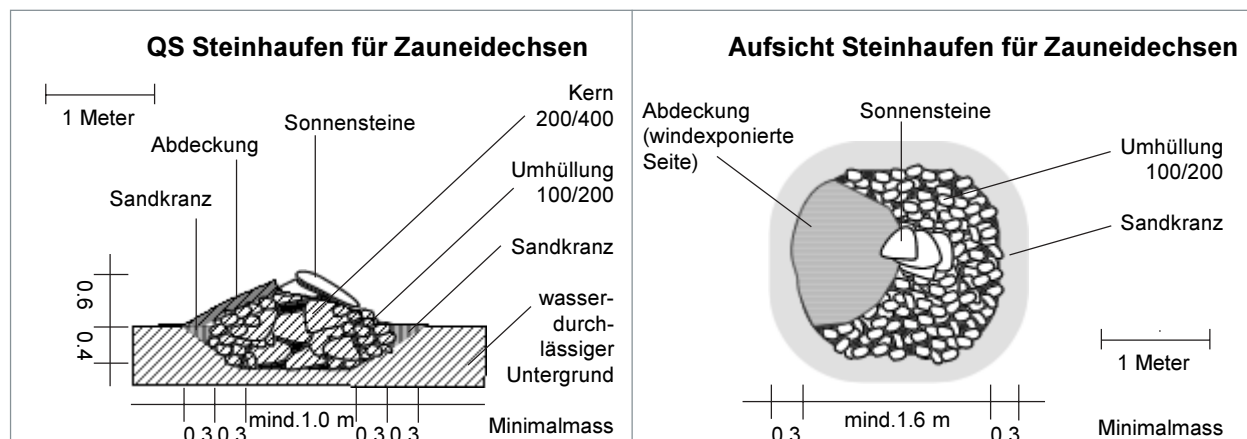 QS Steinhaufen für Zauneidechsen
1 Meter
Abdeckung
Sandkranz
Sonnensteine
Kern
200/400
Umhüllung
100/200
Sandkranz
wasser-
durch-
lässiger
Untergrund
0.6
0.4
mind.1.0 m
0.3 0.3
0.3 0.3
Minimalmass
Aufsicht Steinhaufen für Zauneidechsen
Abdeckung
(windexponierte
Seite)
Sonnensteine
Umhüllung
100/200
Sandkranz
1 Meter
mind.1.6 m
0.3
0.3
Minimalmass